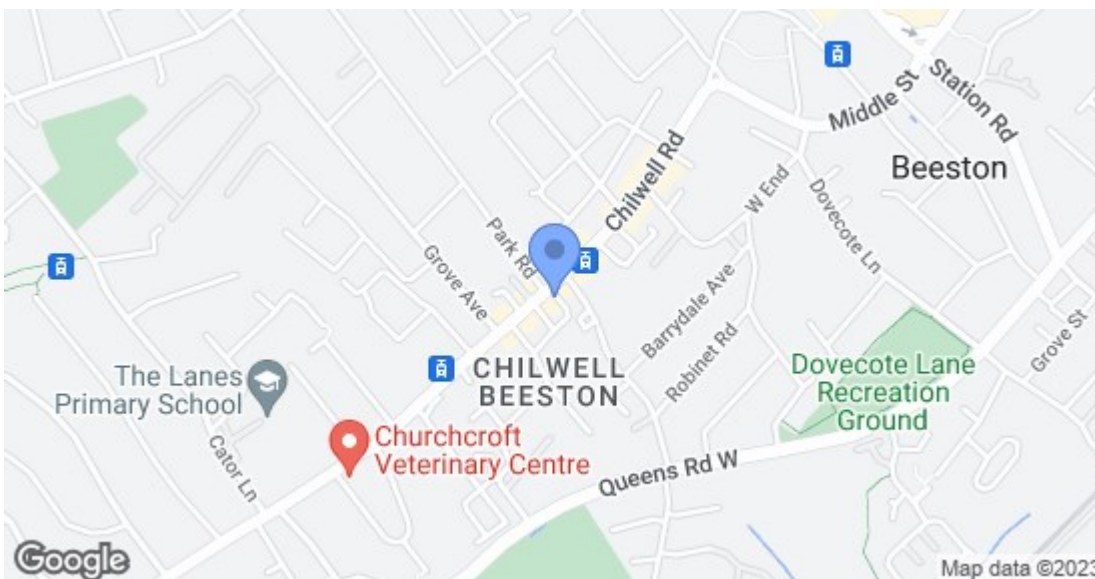 Middle St
Station Rd
Beeston
Chilwell Rd
W End
Dovecote Ln
Park Rd
Grove Ave
Barrydale Ave
Robinet Rd
Grove St
CHILWELL
BEESTON
The Lanes
Primary School
Dovecote Lane
Recreation
Ground
Churchcroft
Veterinary Centre
Cator Ln
Queens Rd W
Google
Map data ©2023